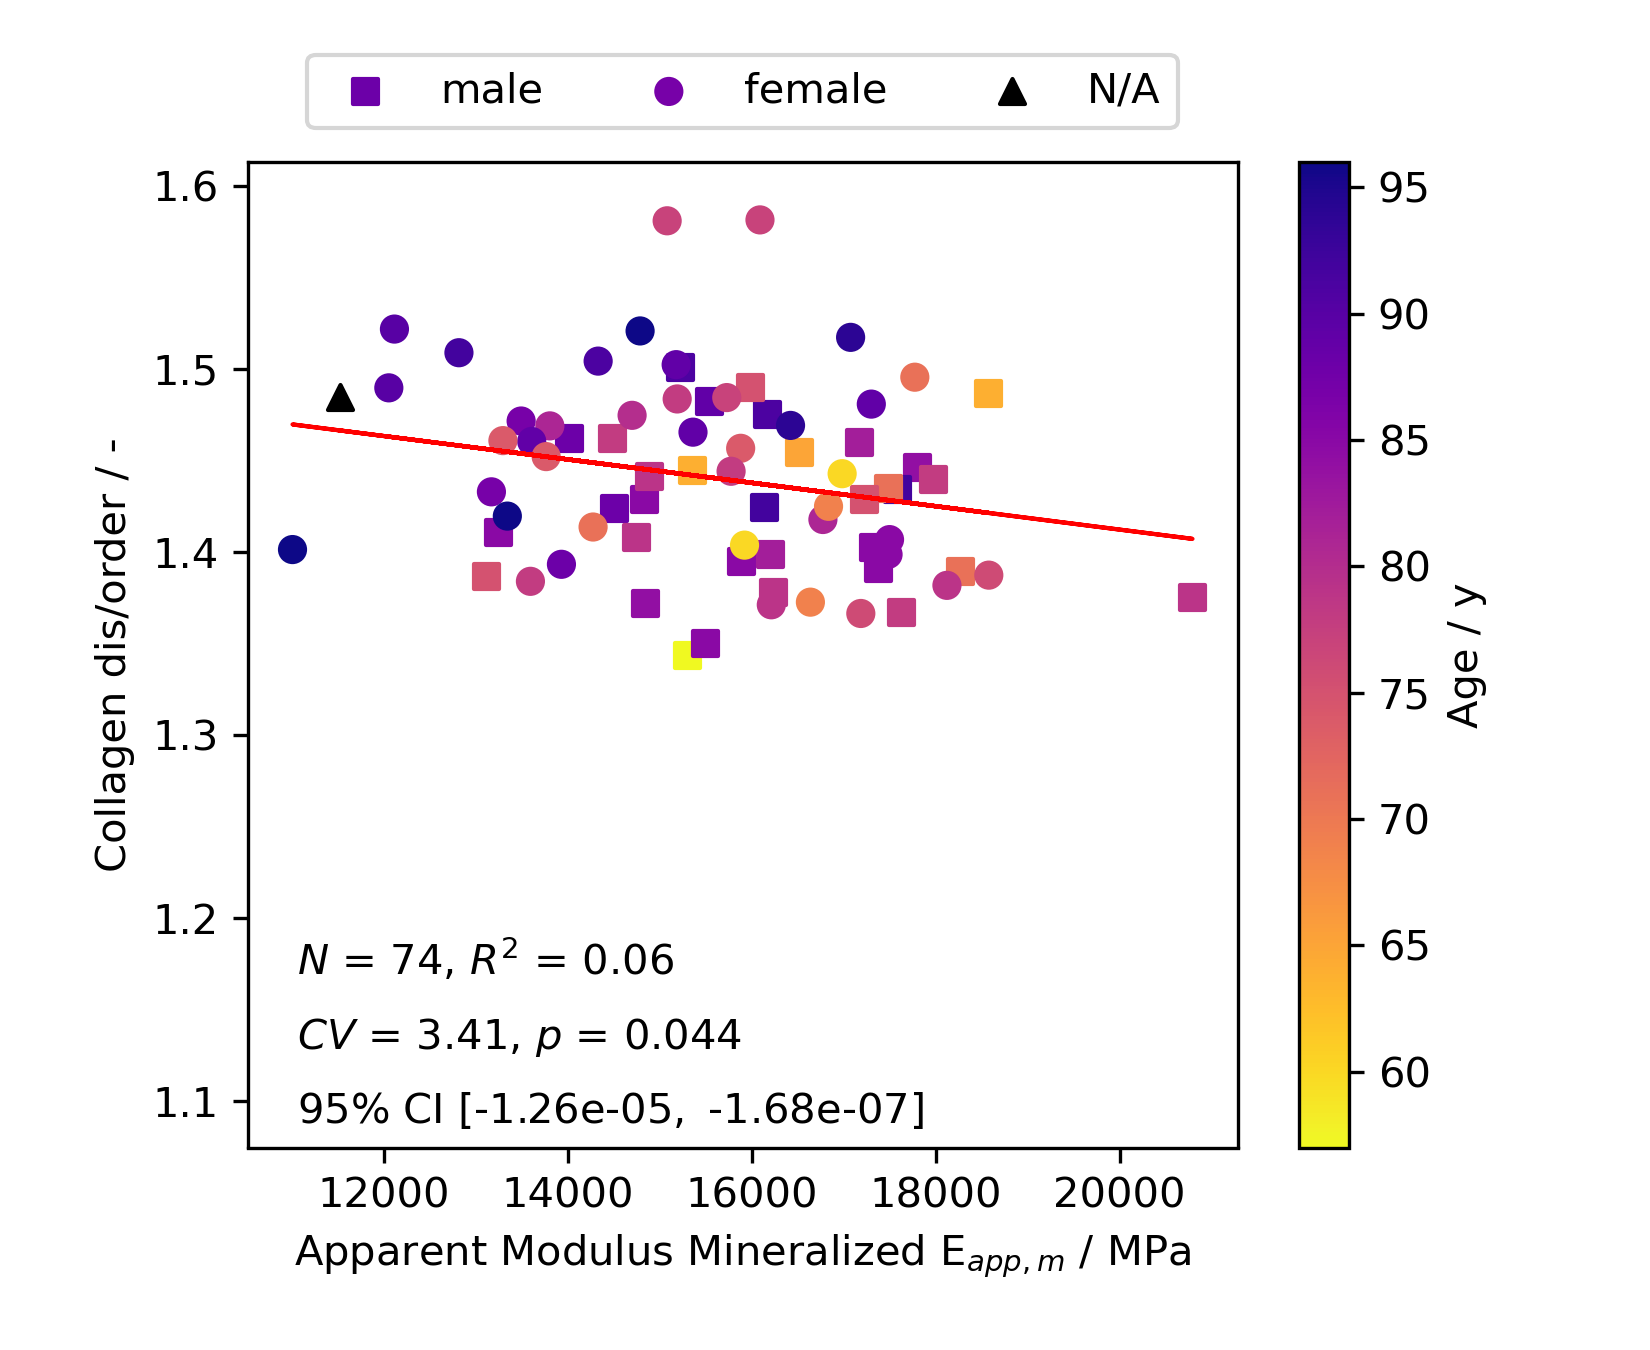 male female N/A
1.6
1.5
1.4
1.3
1.2
1.1
Collagen dis/order / -
N = 74, R² = 0.06
CV = 3.41, p = 0.044
95% CI [-1.26e-05, -1.68e-07]
12000 14000 16000 18000 20000
Apparent Modulus Mineralized E_{app,m} / MPa
95
90
85
80
75
70
65
60
Age / y